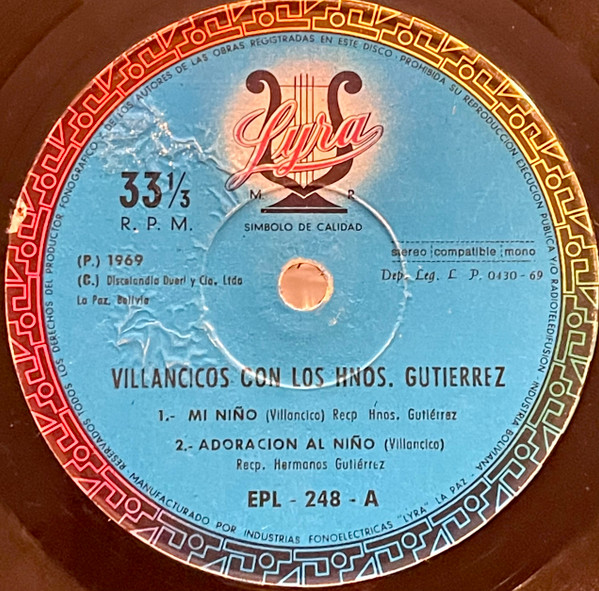 RESERVADOS TODOS LOS DERECHOS DEL PRODUCTOR FONOGRAFICO Y DE LOS AUTORES DE LAS OBRAS REGISTRADAS EN ESTE DISCO · PROHIBIDA SU REPRODUCCION EJECUCION PUBLICA Y/O RADIOTELEDIFUSION INDUSTRIA BOLIVIANA
Lyra
M. R
SIMBOLO DE CALIDAD
33 1/3
R. P. M.
(P.) 1969
(C.) Discolandia Dueri y Cia. Ltda
La Paz, Bolivia
stereo compatible mono
Dep. Leg. L P. 0430 - 69
VILLANCICOS CON LOS HNOS. GUTIERREZ
1.- MI NIÑO (Villancico) Recp Hnos. Gutiérrez
2.- ADORACION AL NIÑO (Villancico)
Recp. Hermanos Gutiérrez
EPL - 248 - A
MANUFACTURADO POR INDUSTRIAS FONOELECTRICAS "LYRA" LA PAZ -